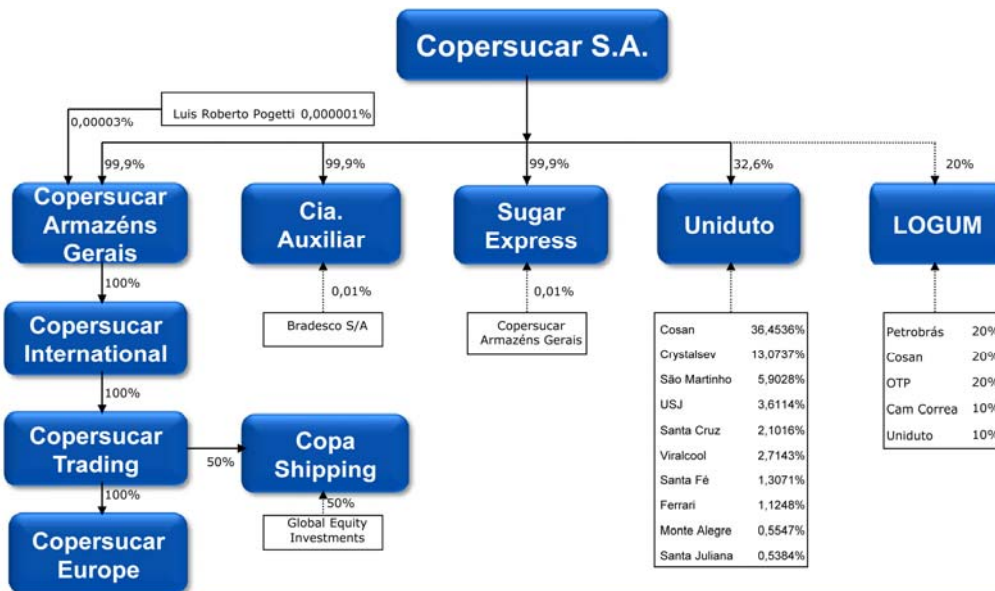 Copersucar S.A.
Luis Roberto Pogetti 0,000001%
0,00003%
99,9%
99,9%
99,9%
32,6%
20%
Copersucar
Armazéns
Gerais
Cia.
Auxiliar
Sugar
Express
Uniduto
LOGUM
100%
0,01%
0,01%
Copersucar
International
Bradesco S/A
Copersucar
Armazéns Gerais
Cosan 36,4536%
Crystalsev 13,0737%
São Martinho 5,9028%
USJ 3,6114%
Santa Cruz 2,1016%
Viralcool 2,7143%
Santa Fé 1,3071%
Ferrari 1,1248%
Monte Alegre 0,5547%
Santa Juliana 0,5384%
Petrobrás 20%
Cosan 20%
OTP 20%
Cam Correa 10%
Uniduto 10%
100%
Copersucar
Trading
50%
Copa
Shipping
100%
50%
Global Equity
Investments
Copersucar
Europe